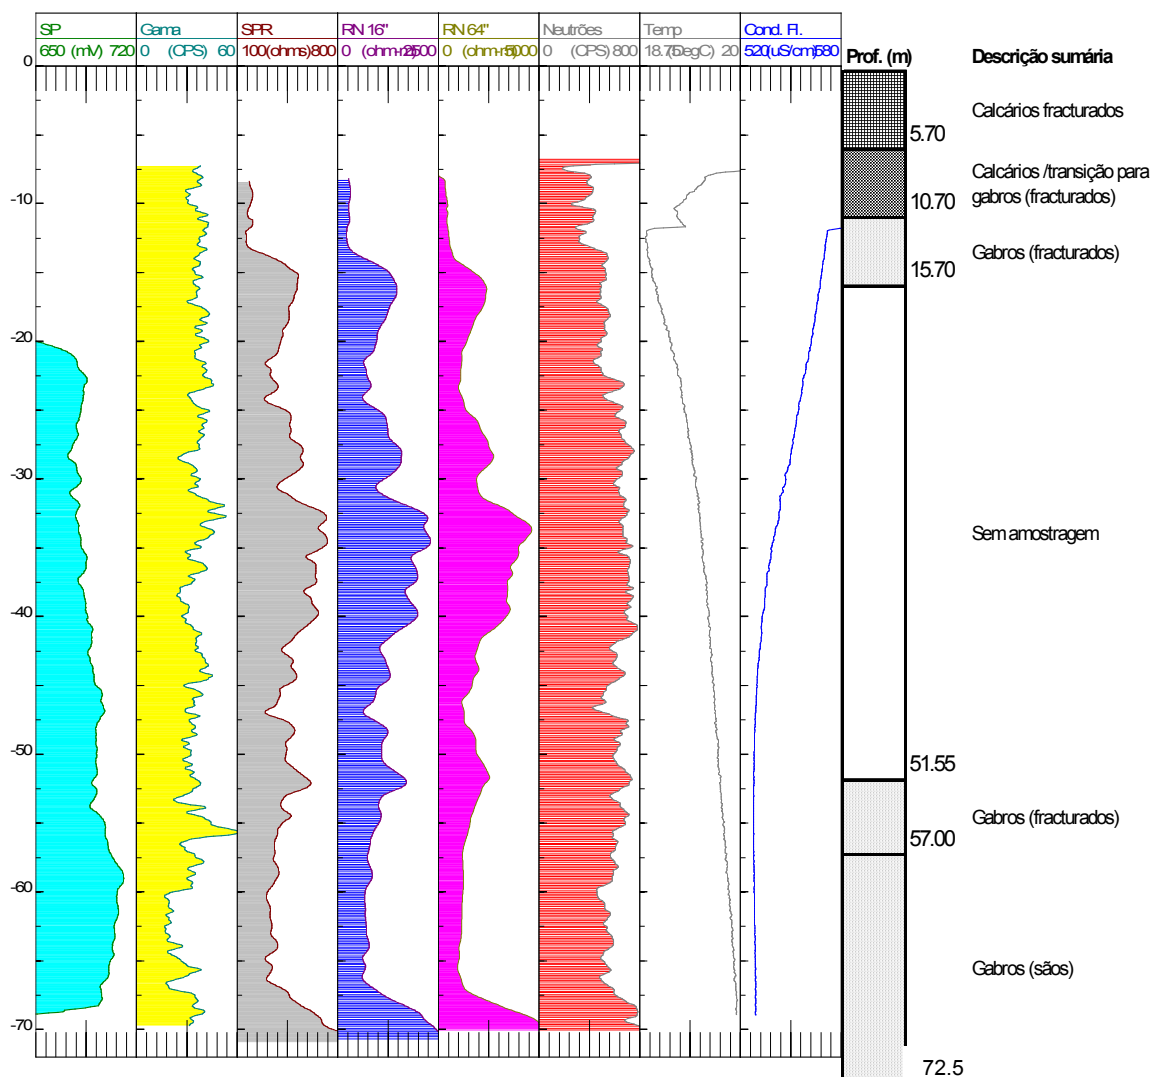 SP Gama SPR RN 16" RN 64" Neutrões Temp Cond. Fl.
650 (mV) 720 0 (CPS) 60 100(ohms)800 0 (ohm-m)2500 0 (ohm-m)5000 0 (CPS) 800 18.75(DegC) 20 520(uS/cm)580
Prof. (m) Descrição sumária
0
Calcários fracturados
5.70
Calcários /transição para
gabros (fracturados)
-10
10.70
Gabros (fracturados)
15.70
-20
-30
Sem amostragem
-40
-50
51.55
Gabros (fracturados)
57.00
-60
Gabros (sãos)
-70
72.5